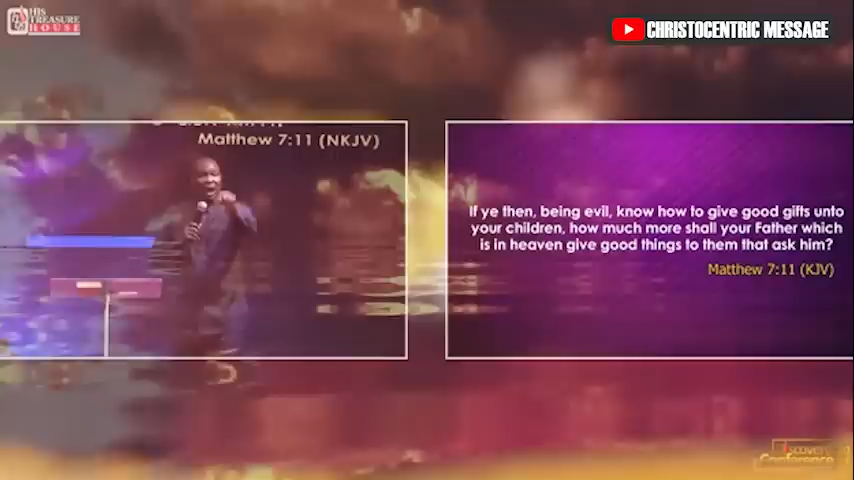 HIS
TREASURE
HOUSE
CHRISTOCENTRIC MESSAGE
Matthew 7:11 (NKJV)
If ye then, being evil, know how to give good gifts unto
your children, how much more shall your Father which
is in heaven give good things to them that ask him?
Matthew 7:11 (KJV)
Conference